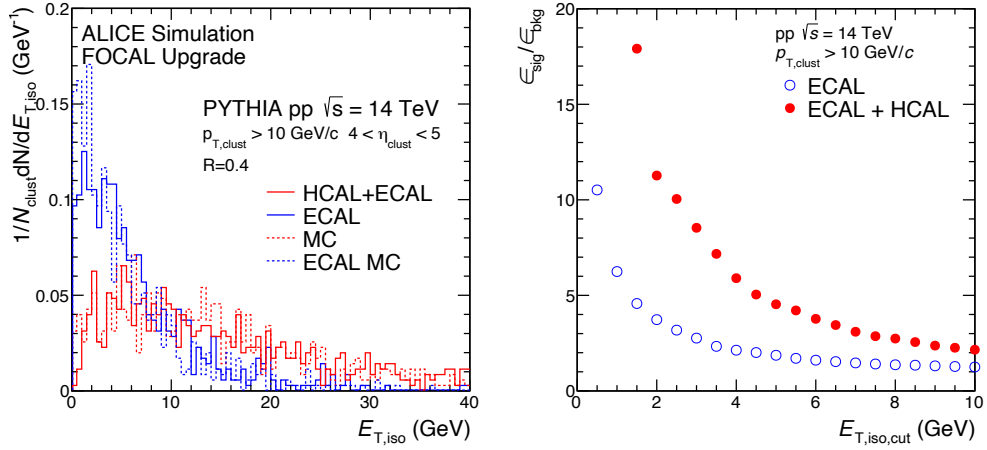 ALICE Simulation
FOCAL Upgrade
PYTHIA pp √s = 14 TeV
p_T,clust > 10 GeV/c 4 < η_clust < 5
R=0.4
HCAL+ECAL
ECAL
MC
ECAL MC
1/N_clust dN/dE_T,iso (GeV⁻¹)
0.2
0.15
0.1
0.05
0
0 10 20 30 40
E_T,iso (GeV)
pp √s = 14 TeV
p_T,clust > 10 GeV/c
ECAL
ECAL + HCAL
ϵ_sig/ϵ_bkg
20
15
10
5
0
0 2 4 6 8 10
E_T,iso,cut (GeV)